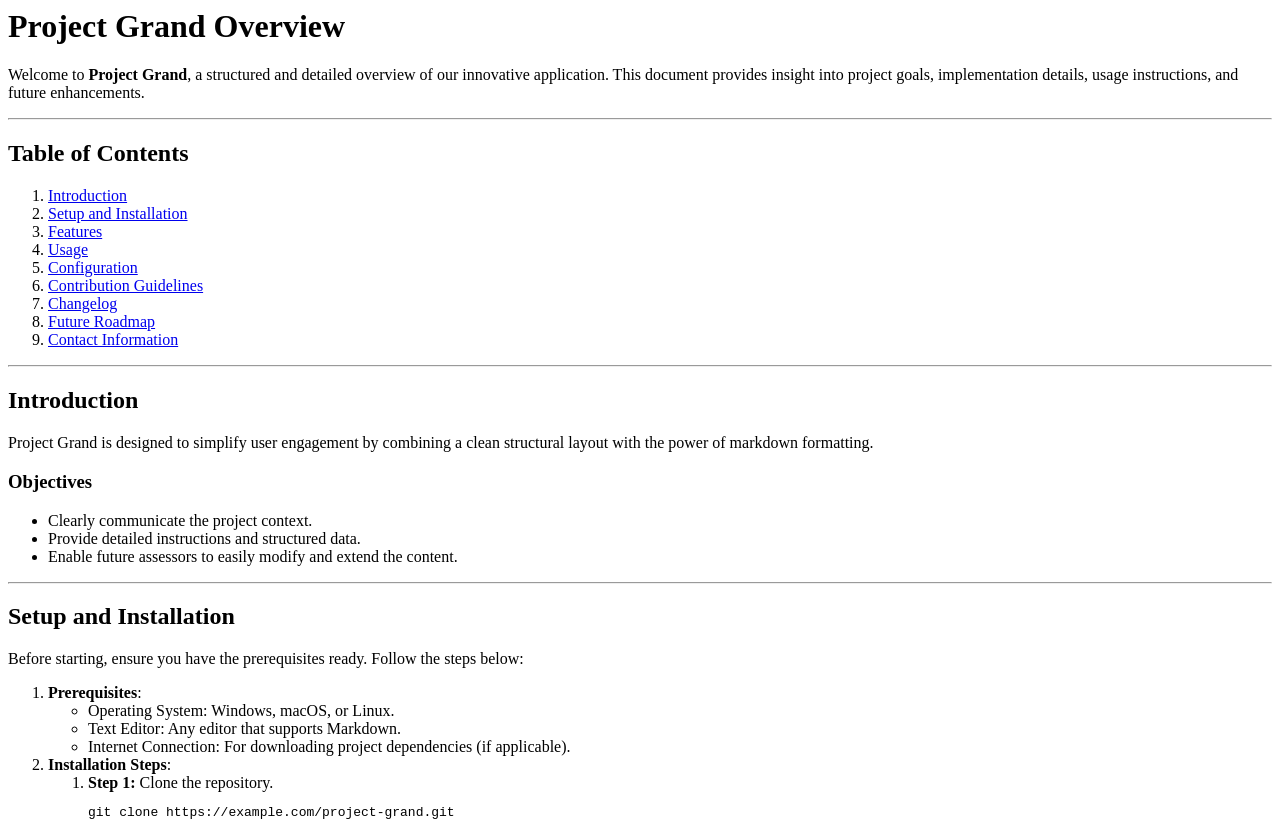 Project Grand Overview
Welcome to Project Grand, a structured and detailed overview of our innovative application. This document provides insight into project goals, implementation details, usage instructions, and
future enhancements.
Table of Contents
1. Introduction
2. Setup and Installation
3. Features
4. Usage
5. Configuration
6. Contribution Guidelines
7. Changelog
8. Future Roadmap
9. Contact Information
Introduction
Project Grand is designed to simplify user engagement by combining a clean structural layout with the power of markdown formatting.
Objectives
• Clearly communicate the project context.
• Provide detailed instructions and structured data.
• Enable future assessors to easily modify and extend the content.
Setup and Installation
Before starting, ensure you have the prerequisites ready. Follow the steps below:
1. Prerequisites:
◦ Operating System: Windows, macOS, or Linux.
◦ Text Editor: Any editor that supports Markdown.
◦ Internet Connection: For downloading project dependencies (if applicable).
2. Installation Steps:
1. Step 1: Clone the repository.
git clone https://example.com/project-grand.git